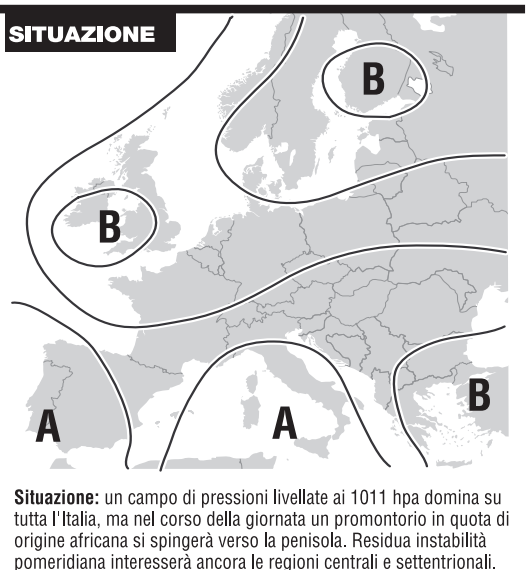 SITUAZIONE
B
B
B
A
A
Situazione: un campo di pressioni livellate ai 1011 hpa domina su
tutta l'Italia, ma nel corso della giornata un promontorio in quota di
origine africana si spingerà verso la penisola. Residua instabilità
pomeridiana interesserà ancora le regioni centrali e settentrionali.